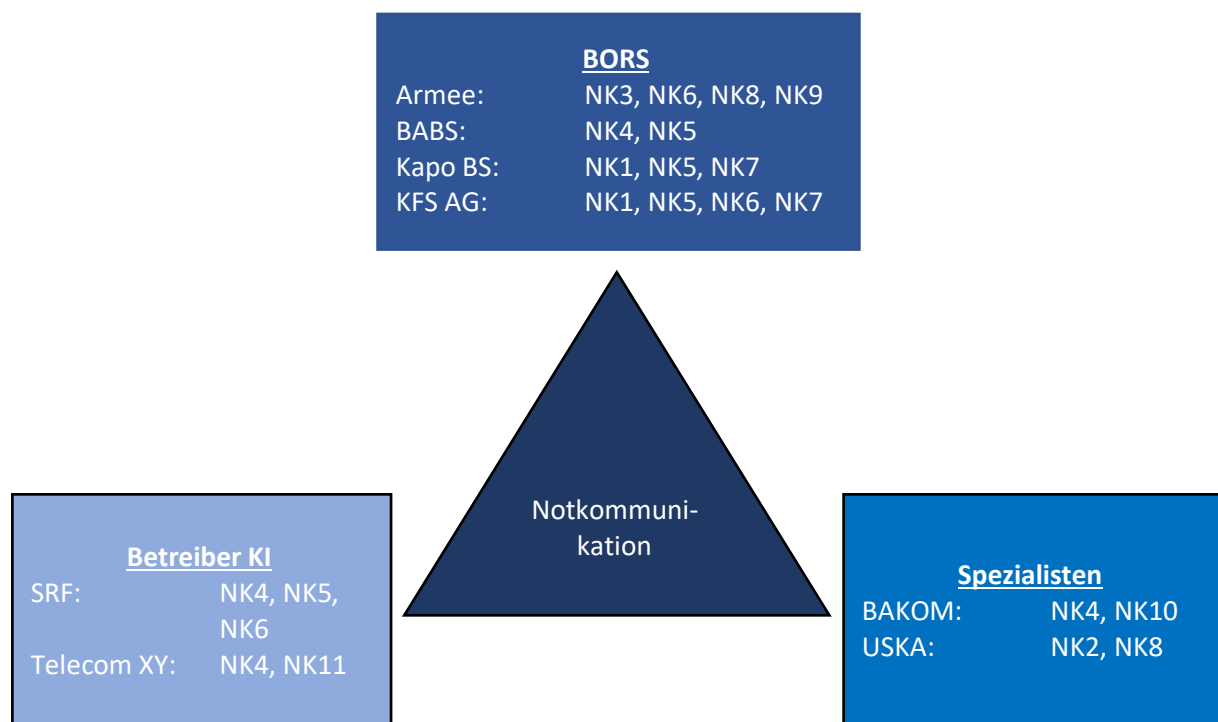 BORS
Armee: NK3, NK6, NK8, NK9
BABS: NK4, NK5
Kapo BS: NK1, NK5, NK7
KFS AG: NK1, NK5, NK6, NK7
Notkommuni-
kation
Betreiber KI
SRF: NK4, NK5,
NK6
Telecom XY: NK4, NK11
Spezialisten
BAKOM: NK4, NK10
USKA: NK2, NK8